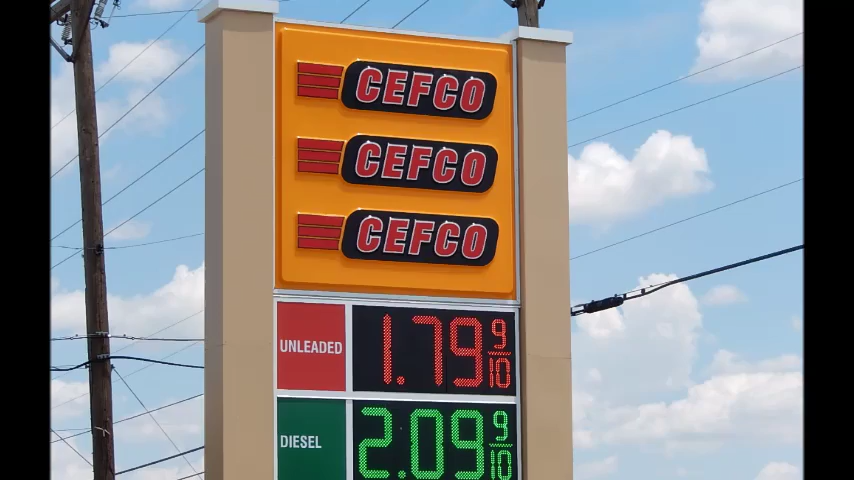 CEFCO
CEFCO
CEFCO
UNLEADED 1.79 9/10
DIESEL 2.09 9/10